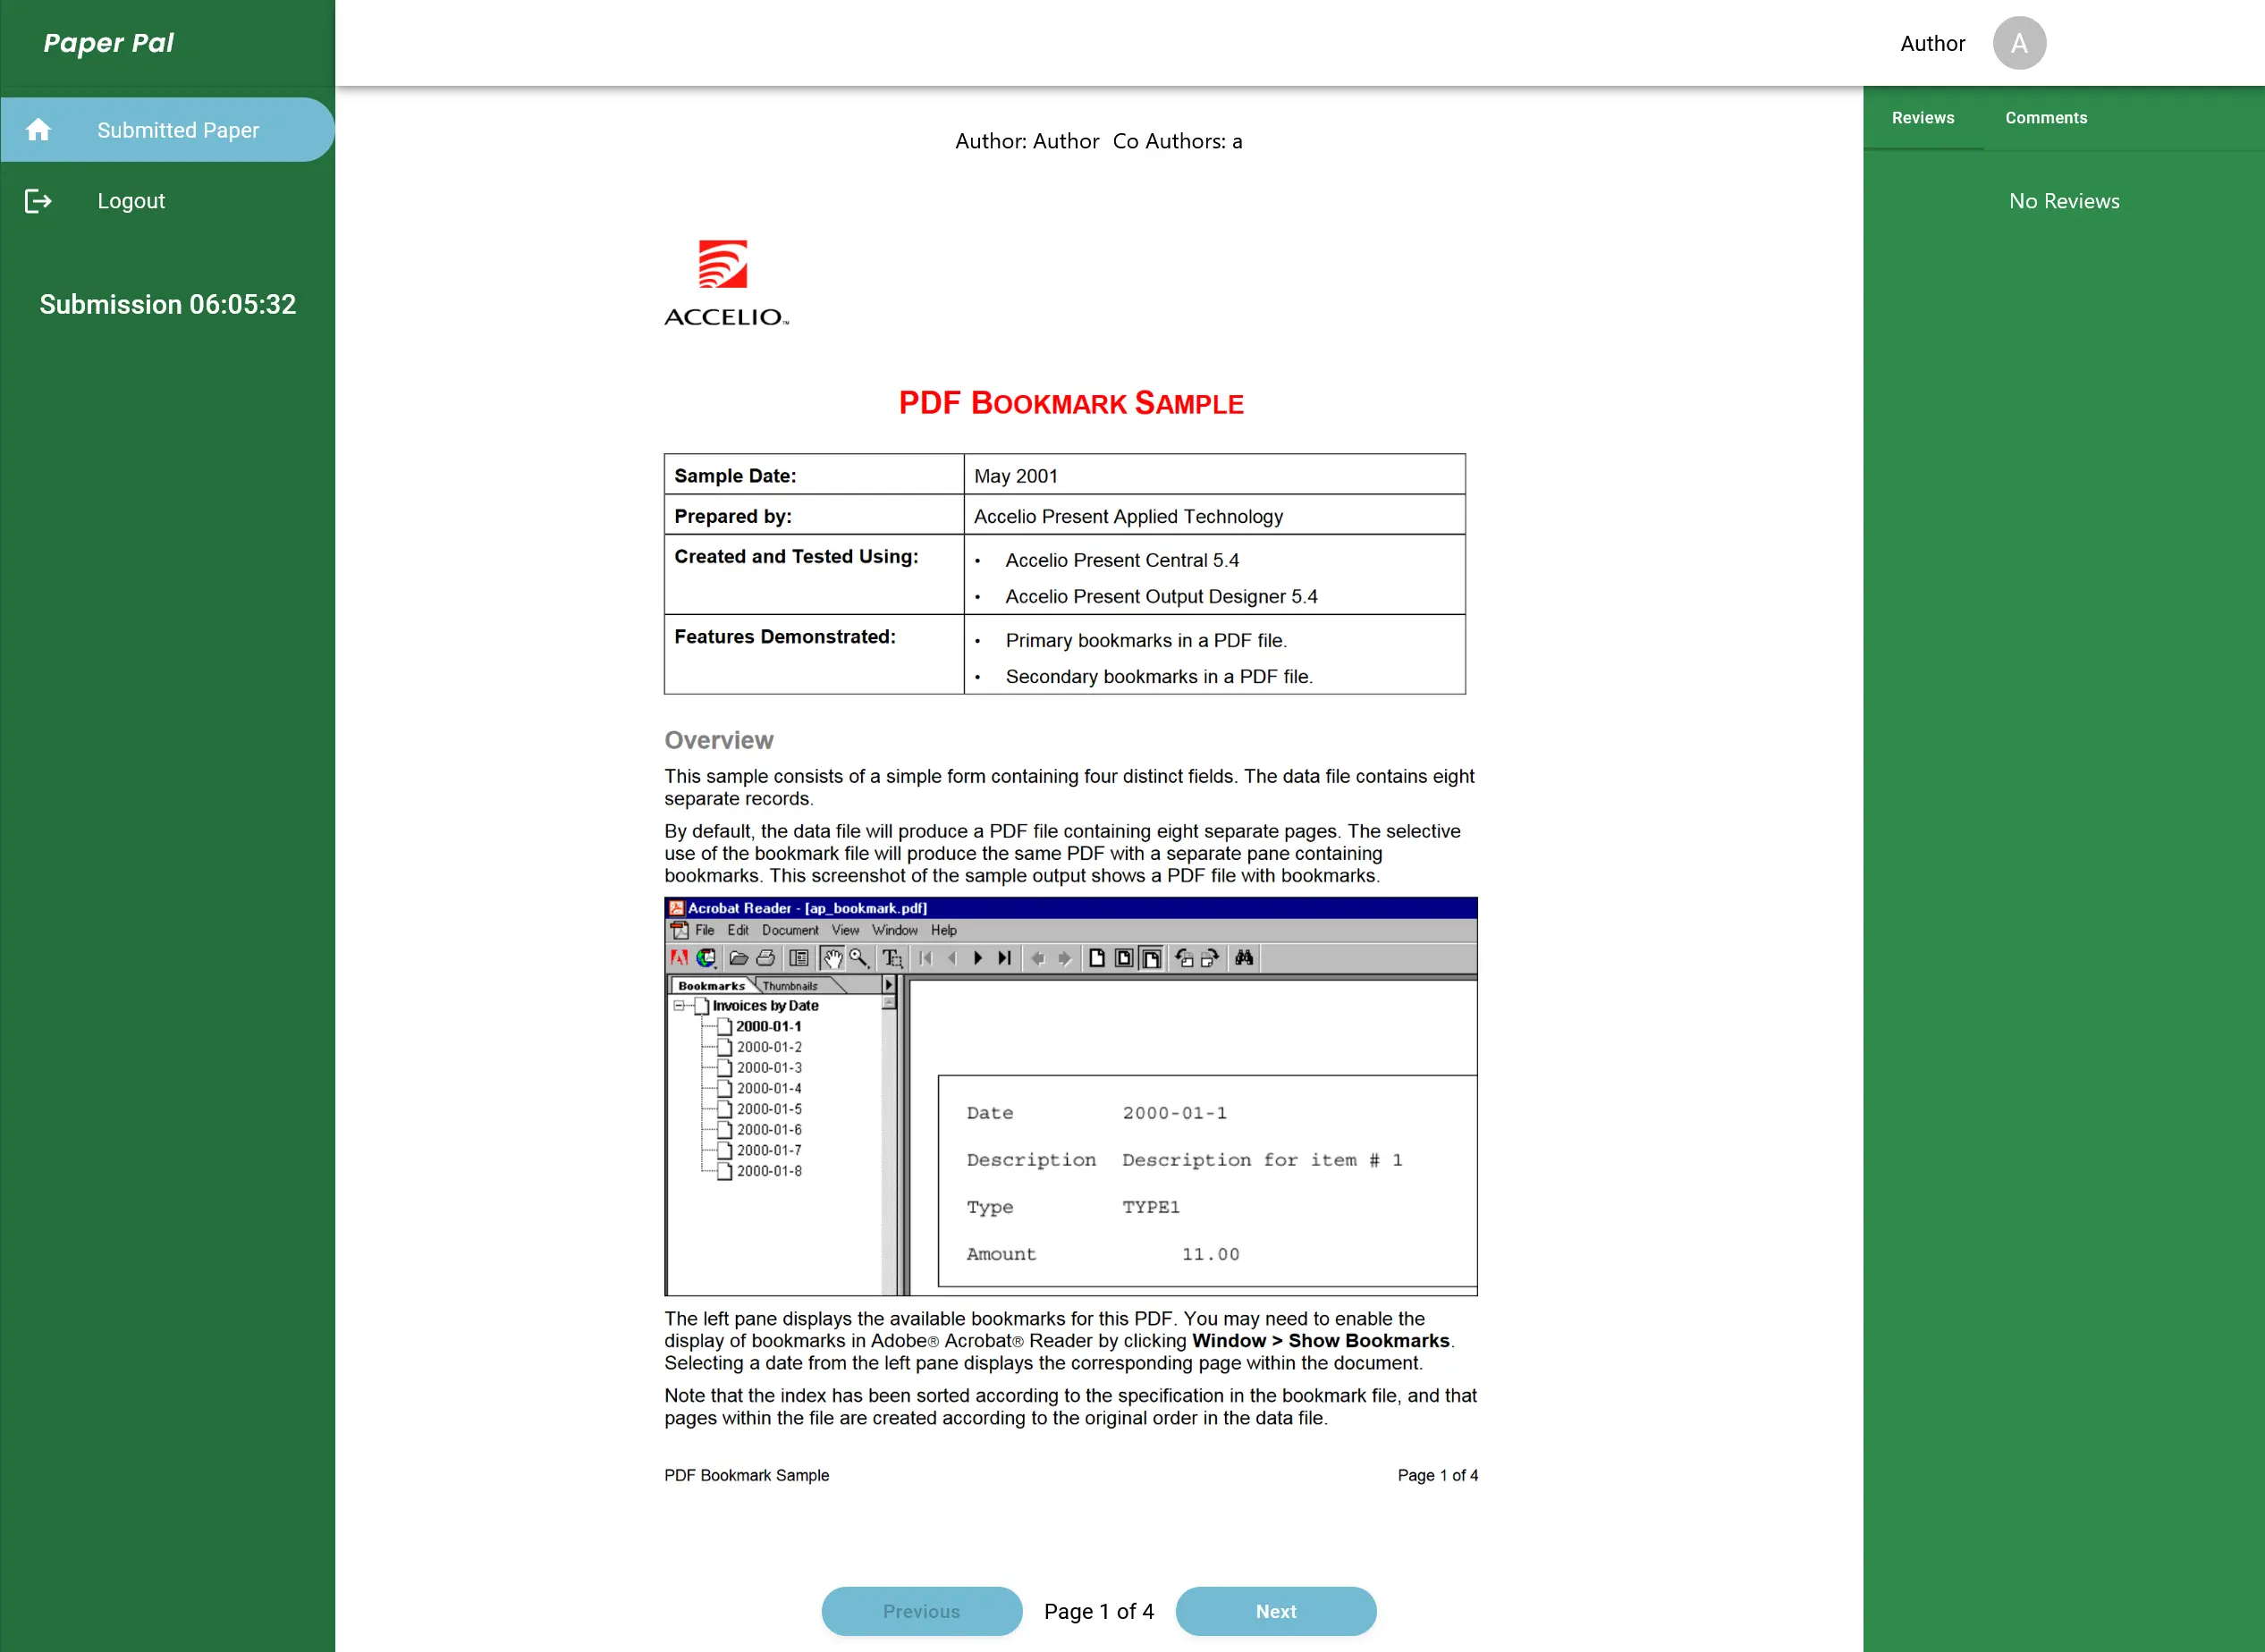 Paper Pal
Author
A
Submitted Paper
Logout
Submission 06:05:32
Author: Author Co Authors: a
ACCELIO™
PDF BOOKMARK SAMPLE
Sample Date: May 2001
Prepared by: Accelio Present Applied Technology
Created and Tested Using:
• Accelio Present Central 5.4
• Accelio Present Output Designer 5.4
Features Demonstrated:
• Primary bookmarks in a PDF file.
• Secondary bookmarks in a PDF file.
Overview
This sample consists of a simple form containing four distinct fields. The data file contains eight
separate records.
By default, the data file will produce a PDF file containing eight separate pages. The selective
use of the bookmark file will produce the same PDF with a separate pane containing
bookmarks. This screenshot of the sample output shows a PDF file with bookmarks.
Acrobat Reader - [ap_bookmark.pdf]
File Edit Document View Window Help
Bookmarks Thumbnails
Invoices by Date
2000-01-1
2000-01-2
2000-01-3
2000-01-4
2000-01-5
2000-01-6
2000-01-7
2000-01-8
Date 2000-01-1
Description Description for item # 1
Type TYPE1
Amount 11.00
The left pane displays the available bookmarks for this PDF. You may need to enable the
display of bookmarks in Adobe® Acrobat® Reader by clicking Window > Show Bookmarks.
Selecting a date from the left pane displays the corresponding page within the document.
Note that the index has been sorted according to the specification in the bookmark file, and that
pages within the file are created according to the original order in the data file.
PDF Bookmark Sample Page 1 of 4
Previous Page 1 of 4 Next
Reviews Comments
No Reviews